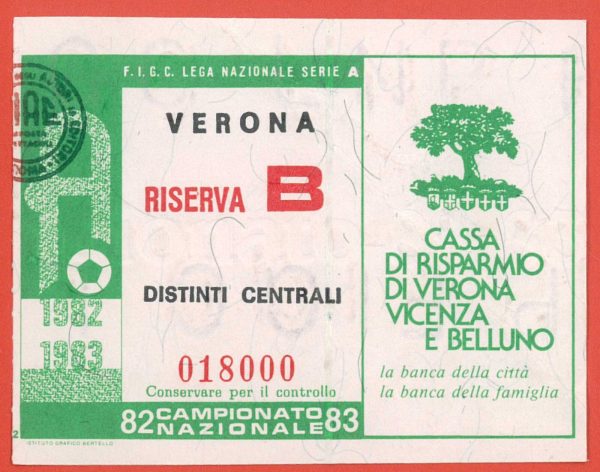 F.I.G.C. LEGA NAZIONALE SERIE A
VERONA
RISERVA B
DISTINTI CENTRALI
018000
Conservare per il controllo
1982
1983
82 CAMPIONATO NAZIONALE 83
2
ISTITUTO GRAFICO BERTELLO
CASSA
DI RISPARMIO
DI VERONA
VICENZA
E BELLUNO
la banca della città
la banca della famiglia